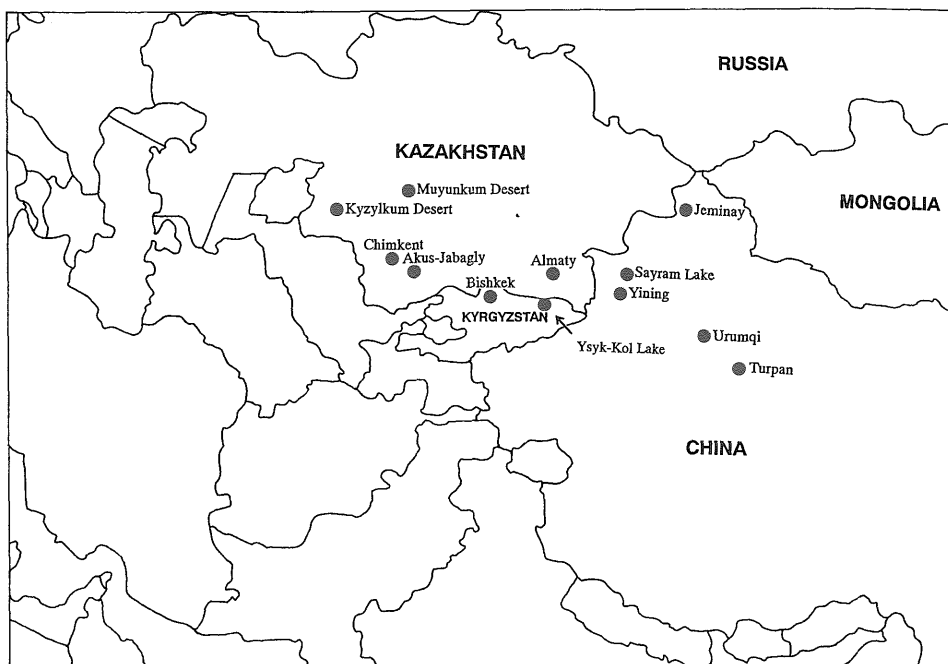 RUSSIA
KAZAKHSTAN
Muyunkum Desert
MONGOLIA
Kyzylkum Desert
Jeminay
Chimkent
Akus-Jabagly
Almaty
Sayram Lake
Bishkek
Yining
KYRGYZSTAN
Urumqi
Ysyk-Kol Lake
Turpan
CHINA